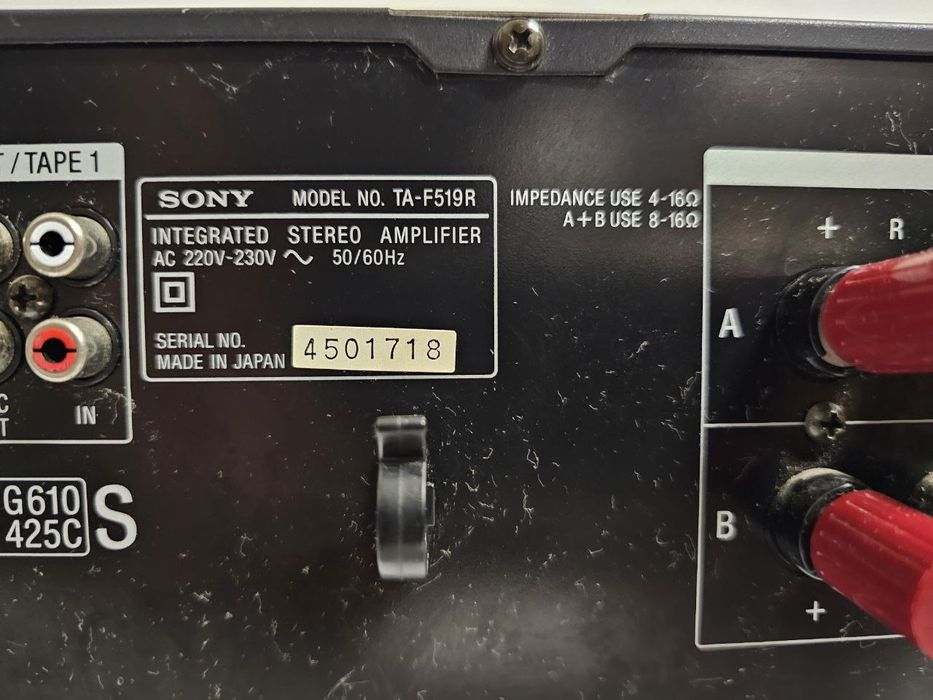 / TAPE 1
IN
G610
425C
S
SONY MODEL NO. TA-F519R
INTEGRATED STEREO AMPLIFIER
AC 220V-230V ~ 50/60Hz
SERIAL NO.
MADE IN JAPAN
4501718
IMPEDANCE USE 4-16Ω
A+B USE 8-16Ω
+ R
A
B
+